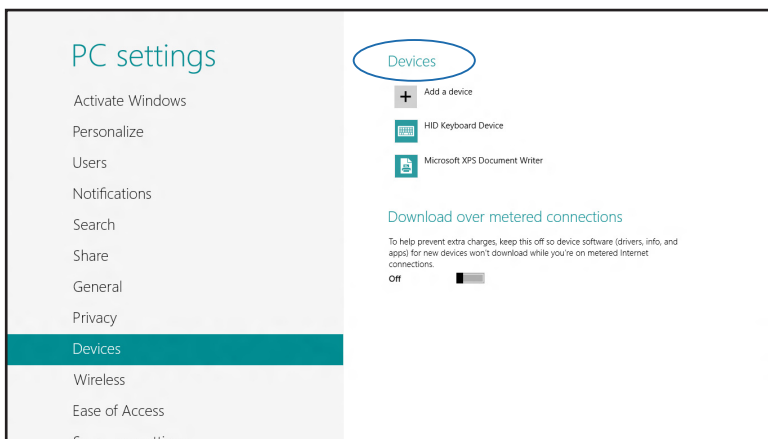 PC settings
Activate Windows
Personalize
Users
Notifications
Search
Share
General
Privacy
Devices
Wireless
Ease of Access
Devices
Add a device
HID Keyboard Device
Microsoft XPS Document Writer
Download over metered connections
To help prevent extra charges, keep this off so device software (drivers, info, and
apps) for new devices won't download while you're on metered Internet
connections.
Off